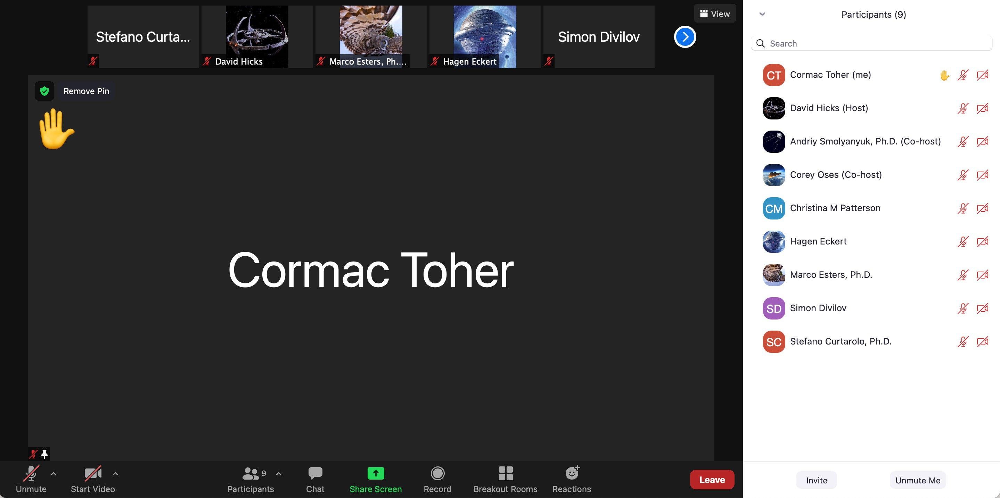 Stefano Curta...
David Hicks
Marco Esters, Ph....
Hagen Eckert
Simon Divilov
View
Remove Pin
Cormac Toher
Unmute
Start Video
9
Participants
Chat
Share Screen
Record
Breakout Rooms
Reactions
Leave
Participants (9)
Search
CT Cormac Toher (me)
David Hicks (Host)
Andriy Smolyanyuk, Ph.D. (Co-host)
Corey Oses (Co-host)
CM Christina M Patterson
Hagen Eckert
Marco Esters, Ph.D.
SD Simon Divilov
SC Stefano Curtarolo, Ph.D.
Invite
Unmute Me